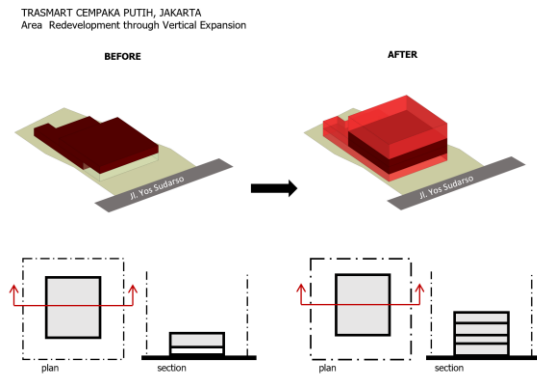 TRASMART CEMPAKA PUTIH, JAKARTA
Area Redevelopment through Vertical Expansion
BEFORE
AFTER
Jl. Yos Sudarso
Jl. Yos Sudarso
plan
section
plan
section